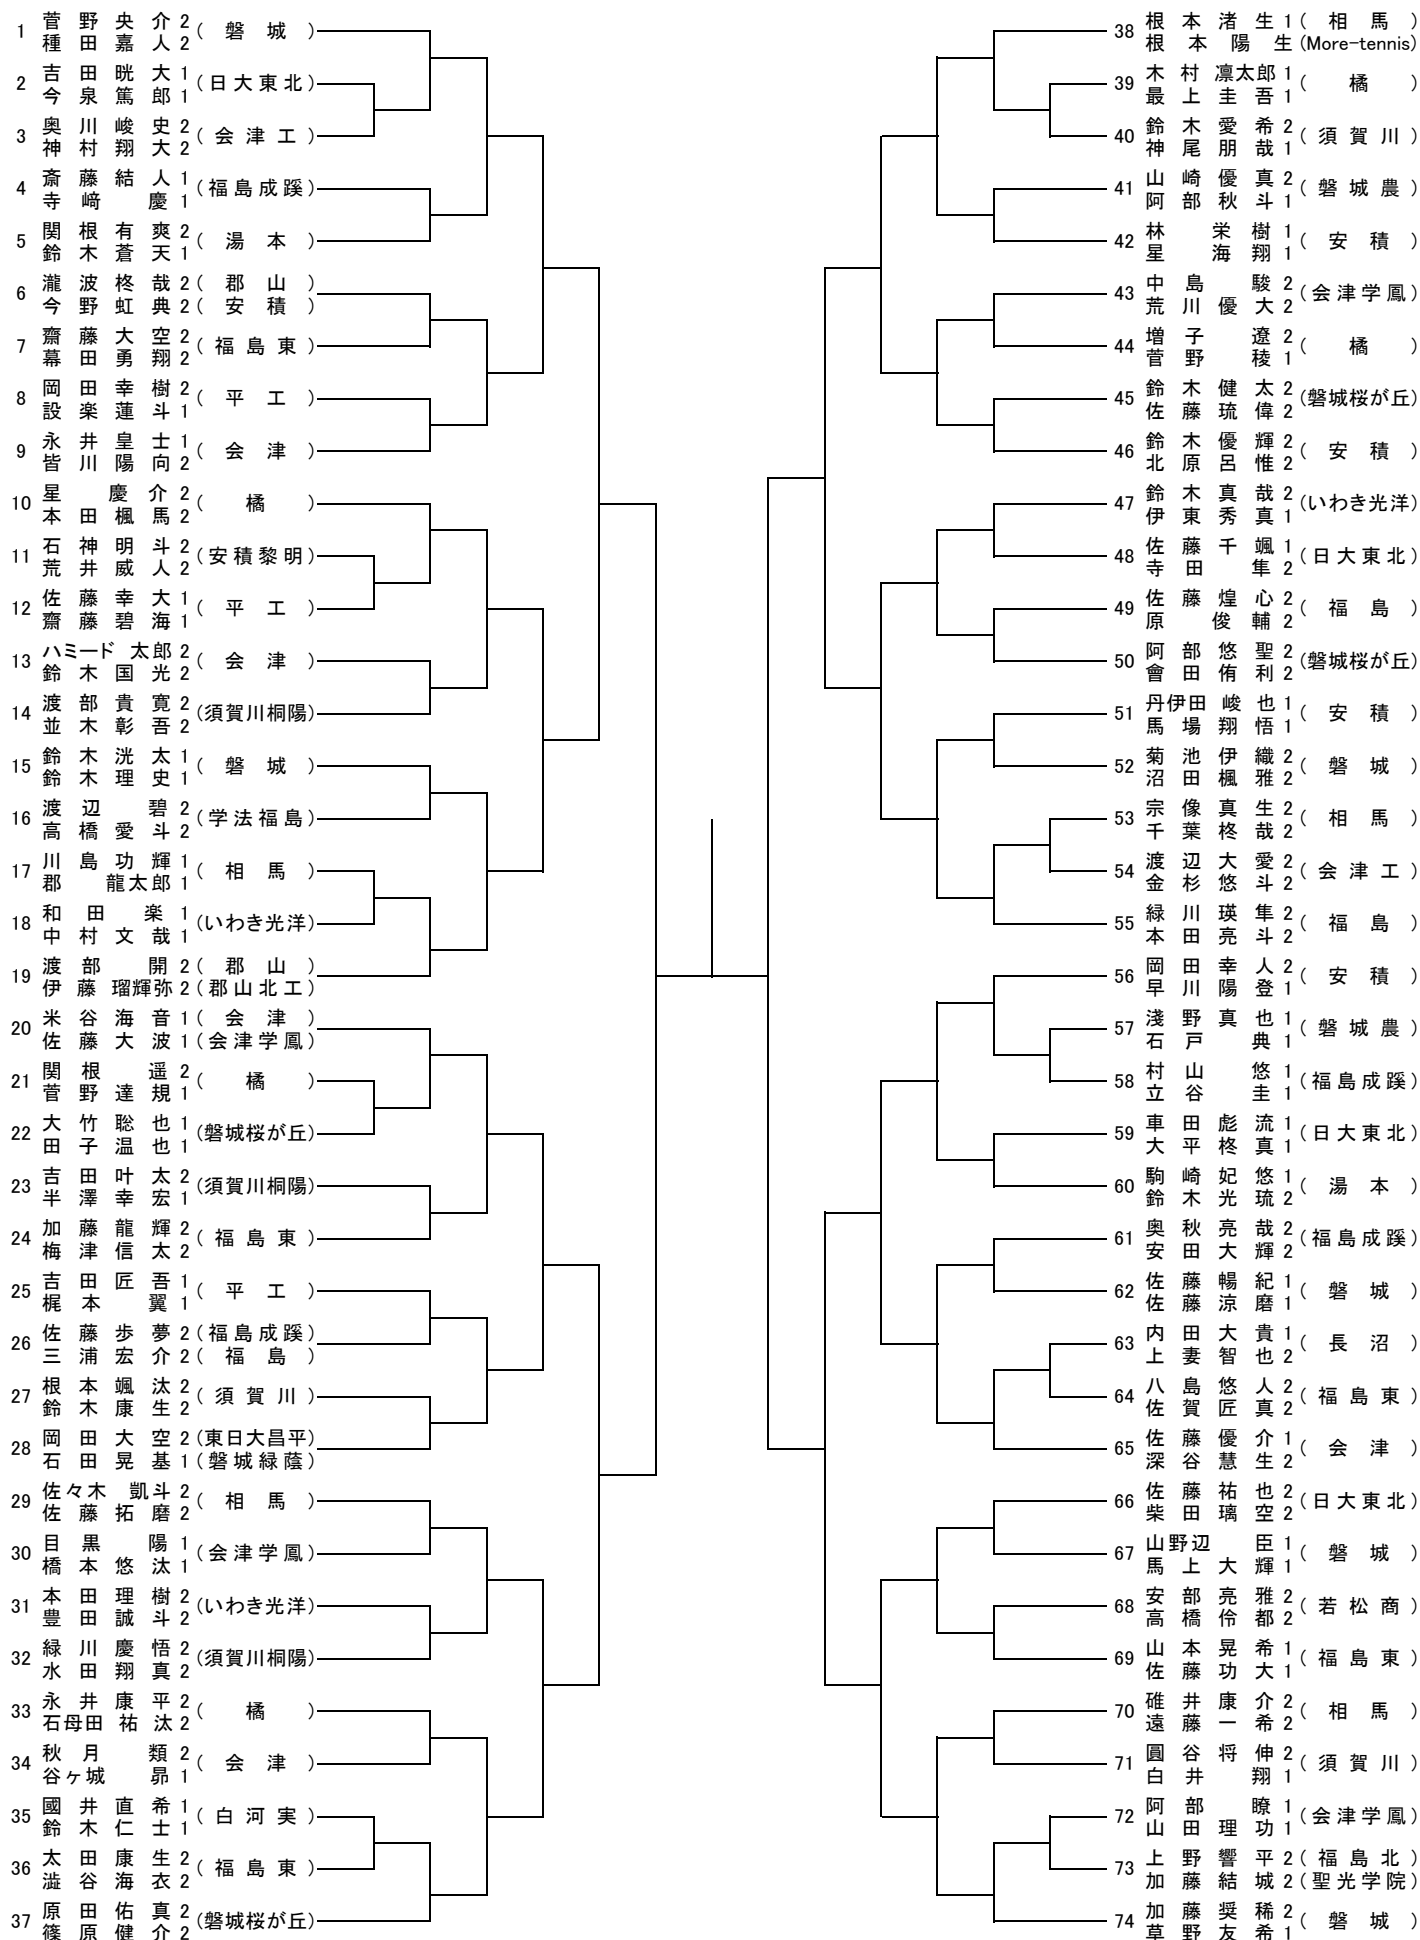 1 菅野央介 2 (磐城)
種田嘉人 2
2 吉田晄大 1 (日大東北)
今泉篤郎 1
3 奥川峻史 2 (会津工)
神村翔大 2
4 斎藤結人 1 (福島成蹊)
寺﨑慶 1
5 関根有爽 2 (湯本)
鈴木蒼天 1
6 瀧波柊哉 2 (郡山)
今野虹典 2 (安積)
7 齋藤大空 2 (福島東)
幕田勇翔 2
8 岡田幸樹 2 (平工)
設楽蓮斗 1
9 永井皇士 1 (会津)
皆川陽向 2
10 星慶介 2 (橘)
本田楓馬 2
11 石神明斗 2 (安積黎明)
荒井威人 2
12 佐藤幸大 1 (平工)
齋藤碧海 1
13 ハミード 太郎 2 (会津)
鈴木国光 2
14 渡部貴寛 2 (須賀川桐陽)
並木彰吾 2
15 鈴木洸太 1 (磐城)
鈴木理史 1
16 渡辺碧 2 (学法福島)
高橋愛斗 2
17 川島功輝 1 (相馬)
郡龍太郎 1
18 和田楽 1 (いわき光洋)
中村文哉 1
19 渡部開 2 (郡山)
伊藤瑠輝弥 2 (郡山北工)
20 米谷海音 1 (会津)
佐藤大波 1 (会津学鳳)
21 関根遥 2 (橘)
菅野達規 1
22 大竹聡也 1 (磐城桜が丘)
田子温也 1
23 吉田叶太 2 (須賀川桐陽)
半澤幸宏 1
24 加藤龍輝 2 (福島東)
梅津信太 2
25 吉田匠吾 1 (平工)
梶本翼 1
26 佐藤歩夢 2 (福島成蹊)
三浦宏介 2 (福島)
27 根本颯汰 2 (須賀川)
鈴木康生 2
28 岡田大空 2 (東日大昌平)
石田晃基 1 (磐城緑蔭)
29 佐々木凱斗 2 (相馬)
佐藤拓磨 2
30 目黒陽 1 (会津学鳳)
橋本悠汰 1
31 本田理樹 2 (いわき光洋)
豊田誠斗 2
32 緑川慶悟 2 (須賀川桐陽)
水田翔真 2
33 永井康平 2 (橘)
石母田祐汰 2
34 秋月類 2 (会津)
谷ヶ城昴 1
35 國井直希 1 (白河実)
鈴木仁士 1
36 太田康生 2 (福島東)
澁谷海衣 2
37 原田佑真 2 (磐城桜が丘)
篠原健介 2
38 根本渚生 1 (相馬)
根本陽生 (More-tennis)
39 木村凛太郎 1 (橘)
最上圭吾 1
40 鈴木愛希 2 (須賀川)
神尾朋哉 1
41 山崎優真 2 (磐城農)
阿部秋斗 1
42 林栄樹 1 (安積)
星海翔 1
43 中島駿 2 (会津学鳳)
荒川優大 2
44 増子遼 2 (橘)
菅野稜 1
45 鈴木健太 2 (磐城桜が丘)
佐藤琉偉 2
46 鈴木優輝 2 (安積)
北原呂惟 2
47 鈴木真哉 2 (いわき光洋)
伊東秀真 1
48 佐藤千颯 1 (日大東北)
寺田隼 2
49 佐藤煌心 2 (福島)
原俊輔 2
50 阿部悠聖 2 (磐城桜が丘)
會田侑利 2
51 丹伊田峻也 1 (安積)
馬場翔悟 1
52 菊池伊織 2 (磐城)
沼田楓雅 2
53 宗像真生 2 (相馬)
千葉柊哉 2
54 渡辺大愛 2 (会津工)
金杉悠斗 2
55 緑川瑛隼 2 (福島)
本田亮斗 2
56 岡田幸人 2 (安積)
早川陽登 1
57 淺野真也 1 (磐城農)
石戸典 1
58 村山悠 1 (福島成蹊)
立谷圭 1
59 車田彪流 1 (日大東北)
大平柊真 1
60 駒崎妃悠 1 (湯本)
鈴木光琉 2
61 奥秋亮哉 2 (福島成蹊)
安田大輝 2
62 佐藤暢紀 1 (磐城)
佐藤涼磨 1
63 内田大貴 1 (長沼)
上妻智也 2
64 八島悠人 2 (福島東)
佐賀匠真 2
65 佐藤優介 1 (会津)
深谷慧生 2
66 佐藤祐也 2 (日大東北)
柴田璃空 2
67 山野辺臣 1 (磐城)
馬上大輝 1
68 安部亮雅 2 (若松商)
高橋伶都 2
69 山本晃希 1 (福島東)
佐藤功大 1
70 碓井康介 2 (相馬)
遠藤一希 2
71 圓谷将伸 2 (須賀川)
白井翔 1
72 阿部瞭 1 (会津学鳳)
山田理功 1
73 上野響平 2 (福島北)
加藤結城 2 (聖光学院)
74 加藤奨稀 2 (磐城)
草野友希 1